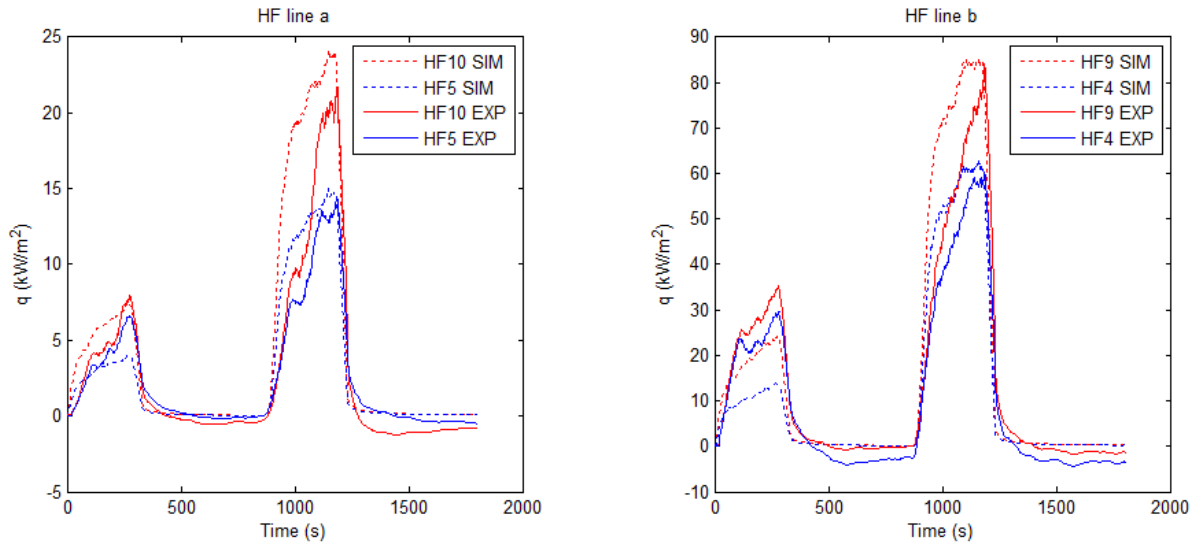 HF line a
25
20
15
10
5
0
-5
q (kW/m²)
0 500 1000 1500 2000
Time (s)
HF10 SIM
HF5 SIM
HF10 EXP
HF5 EXP
HF line b
90
80
70
60
50
40
30
20
10
0
-10
q (kW/m²)
0 500 1000 1500 2000
Time (s)
HF9 SIM
HF4 SIM
HF9 EXP
HF4 EXP